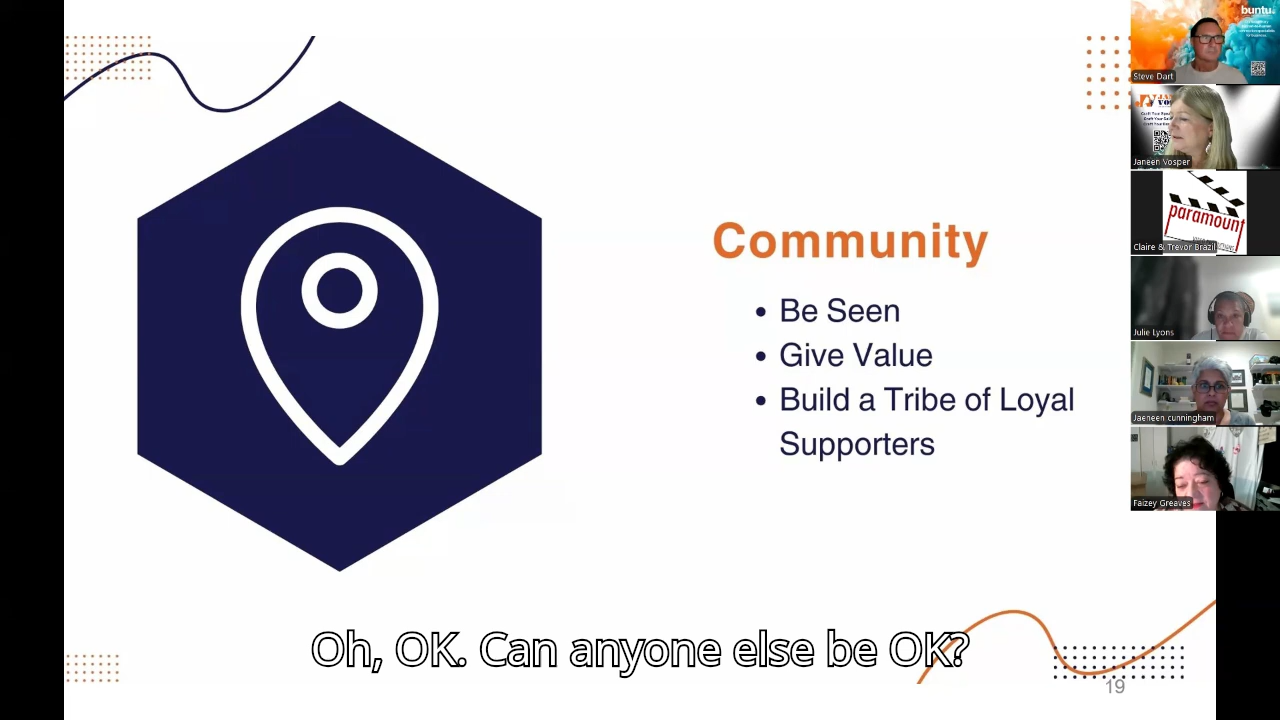 Community
Be Seen
Give Value
Build a Tribe of Loyal
Supporters
19
Oh, OK. Can anyone else be OK?
buntu.
Steve Dart
Janeen Vosper
paramount
Claire & Trevor Brazil
Julie Lyons
Jaeneen cunningham
Faizey Greaves